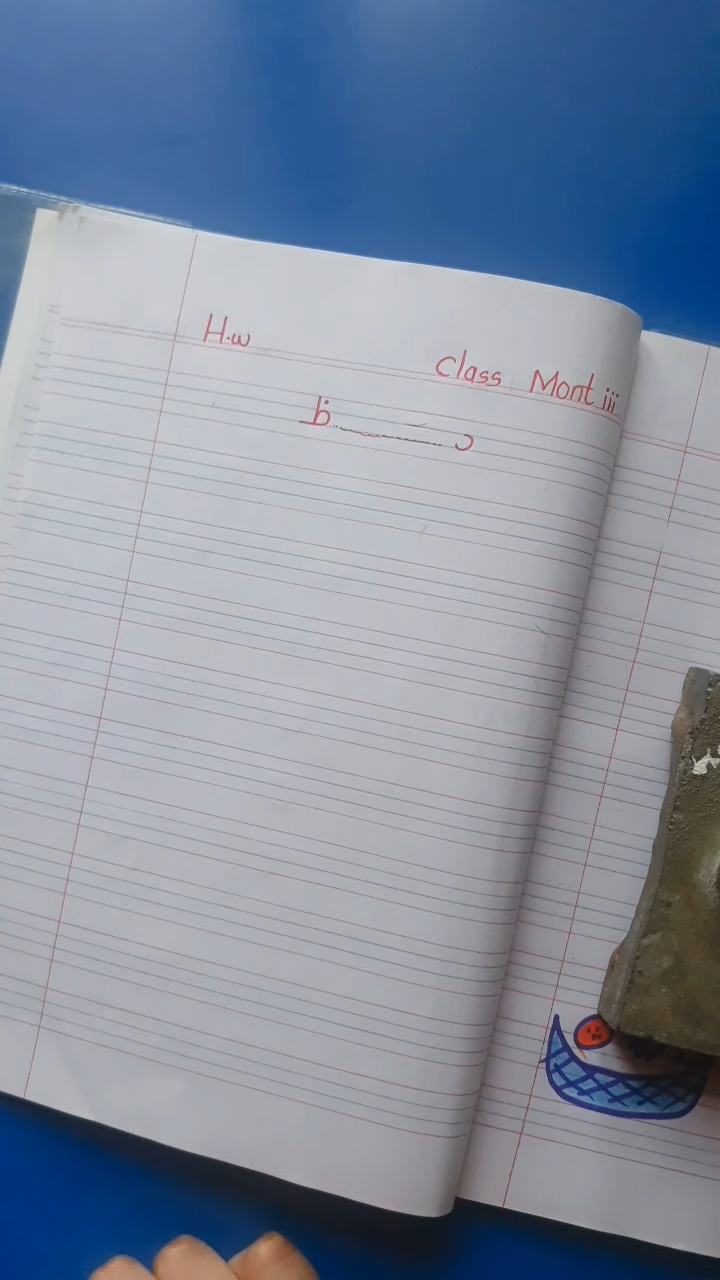 H.w
Class Mont iii
د ........... ظ